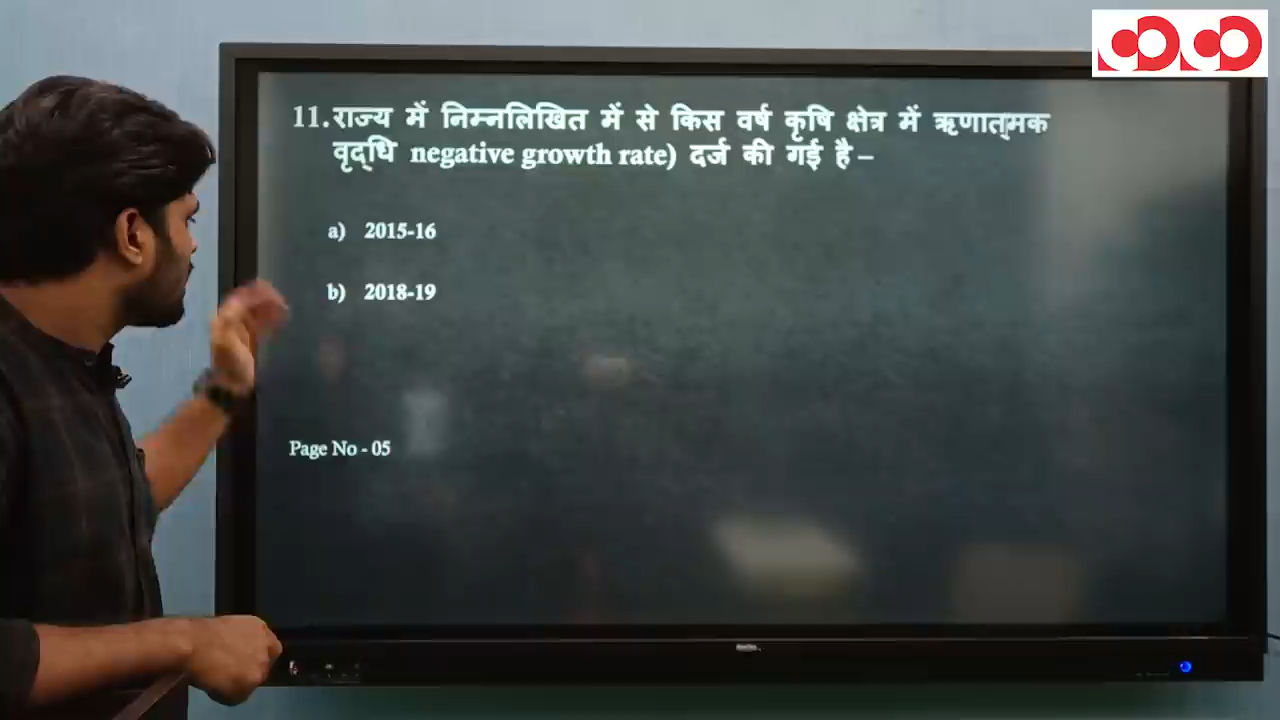 11. राज्य में निम्नलिखित में से किस वर्ष कृषि क्षेत्र में ऋणात्मक
वृद्धि negative growth rate) दर्ज की गई है –
a) 2015-16
b) 2018-19
Page No - 05